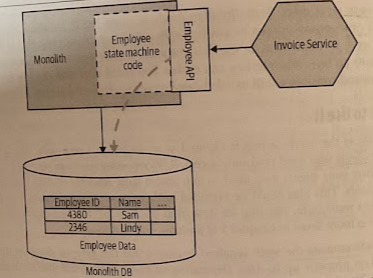 Monolith
Employee
state machine
code
Employee API
Invoice Service
Employee ID Name ...
4380 Sam
2346 Lindy
Employee Data
Monolith DB